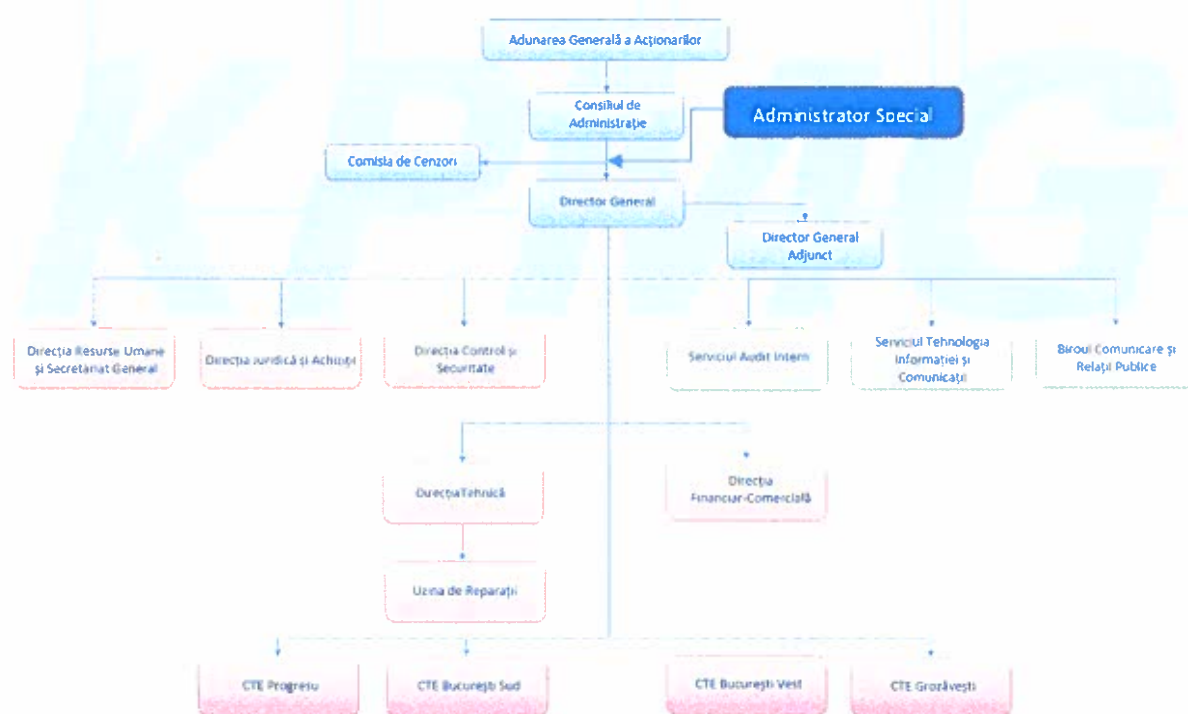 KPMG
Adunarea Generală a Acționarilor
Consiliul de
Administrație
Administrator Special
Comisia de Cenzori
Director General
Director General
Adjunct
Direcția Resurse Umane
și Secretariat General
Direcția Juridică și Achiziții
Direcția Control și
Securitate
Serviciul Audit Intern
Serviciul Tehnologia
Informației și
Comunicații
Biroul Comunicare și
Relații Publice
Direcția Tehnică
Direcția
Financiar-Comercială
Uzina de Reparații
CTE Progresu
CTE București Sud
CTE București Vest
CTE Grozăvești